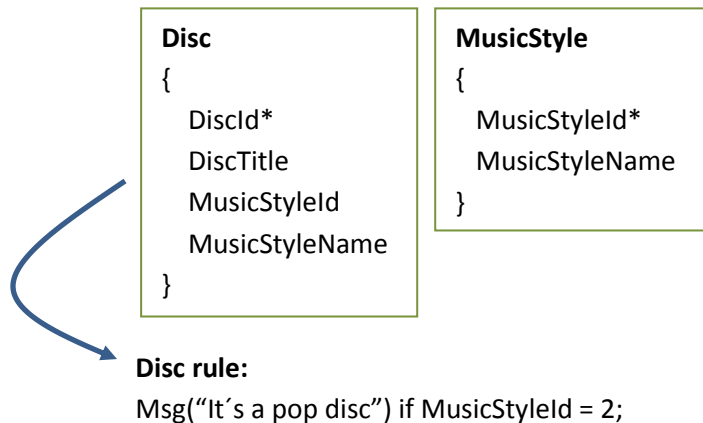 Disc
{
DiscId*
DiscTitle
MusicStyleId
MusicStyleName
}
MusicStyle
{
MusicStyleId*
MusicStyleName
}
Disc rule:
Msg(“It´s a pop disc”) if MusicStyleId = 2;